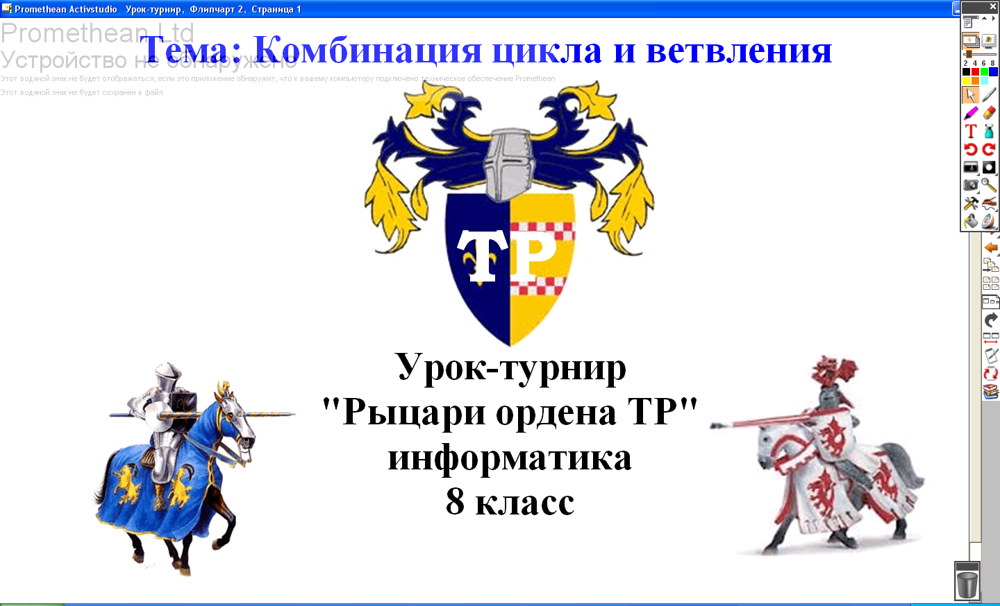 Promethean Activstudio Урок-турнир, Флипчарт 2, Страница 1
Promethean Ltd
Тема: Комбинация цикла и ветвления
Устройство не обнаружено
Этот водяной знак не будет отображаться, если это приложение обнаружит, что к вашему компьютеру подключено техническое обеспечение Promethean
Этот водяной знак не будет сохранен в файл
2 4 6 8
T
ТР
Урок-турнир
"Рыцари ордена ТР"
информатика
8 класс